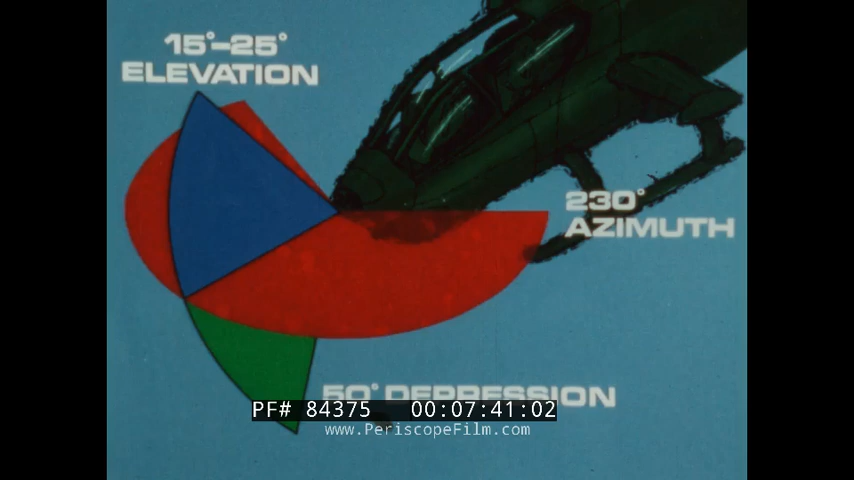 15°-25°
ELEVATION
230°
AZIMUTH
50° DEPRESSION
PF# 84375 00:07:41:02
www.PeriscopeFilm.com